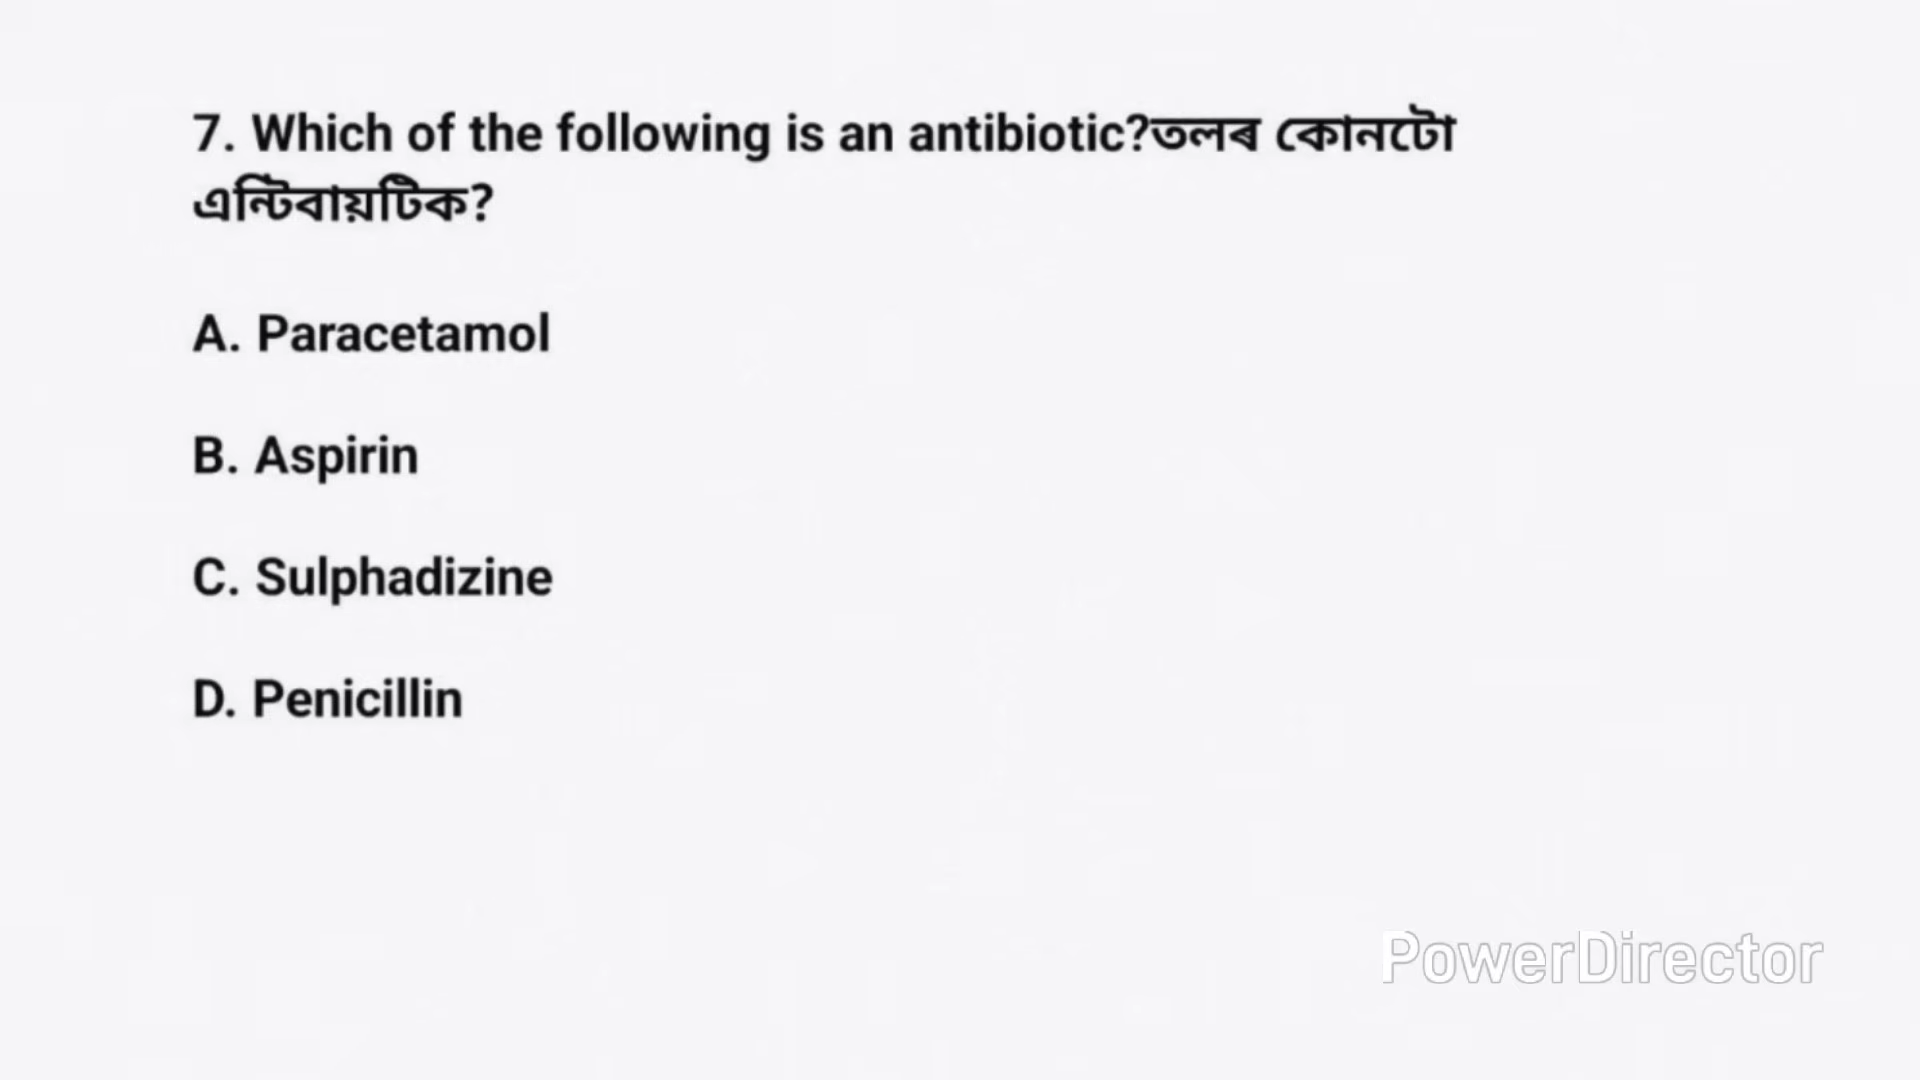 7. Which of the following is an antibiotic?তলৰ কোনটো
এন্টিবায়টিক?
A. Paracetamol
B. Aspirin
C. Sulphadizine
D. Penicillin
PowerDirector